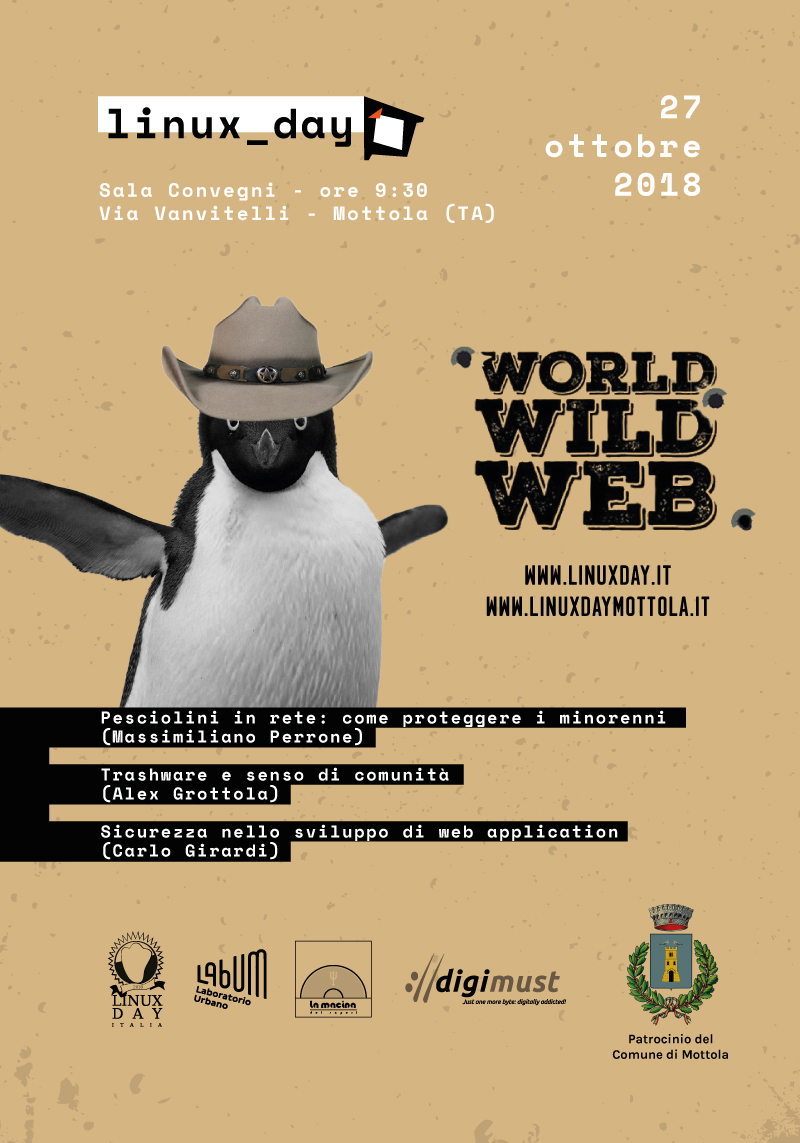 linux_day
27
ottobre
2018
Sala Convegni - ore 9:30
Via Vanvitelli - Mottola (TA)
WORLD
WILD
WEB
WWW.LINUXDAY.IT
WWW.LINUXDAYMOTTOLA.IT
Pesciolini in rete: come proteggere i minorenni
(Massimiliano Perrone)
Trashware e senso di comunità
(Alex Grottola)
Sicurezza nello sviluppo di web application
(Carlo Girardi)
LINUX
DAY
ITALIA
LabUM
Laboratorio
Urbano
la macina
dei saperi
://digimust
Just one more byte: digitally addicted!
Patrocinio del
Comune di Mottola